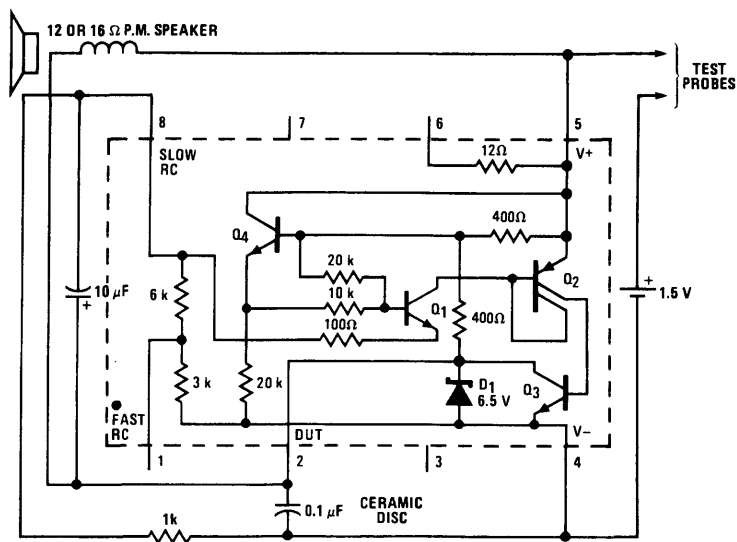 12 OR 16 Ω P.M. SPEAKER
TEST
PROBES
8
7
6
5
SLOW
RC
12Ω
V+
400Ω
Q4
20 k
Q2
10 µF
+
6 k
10 k
Q1
400Ω
+
1.5 V
100Ω
3 k
20 k
D1
6.5 V
Q3
FAST
RC
DUT
V−
1
2
3
4
0.1 µF
CERAMIC
DISC
1k